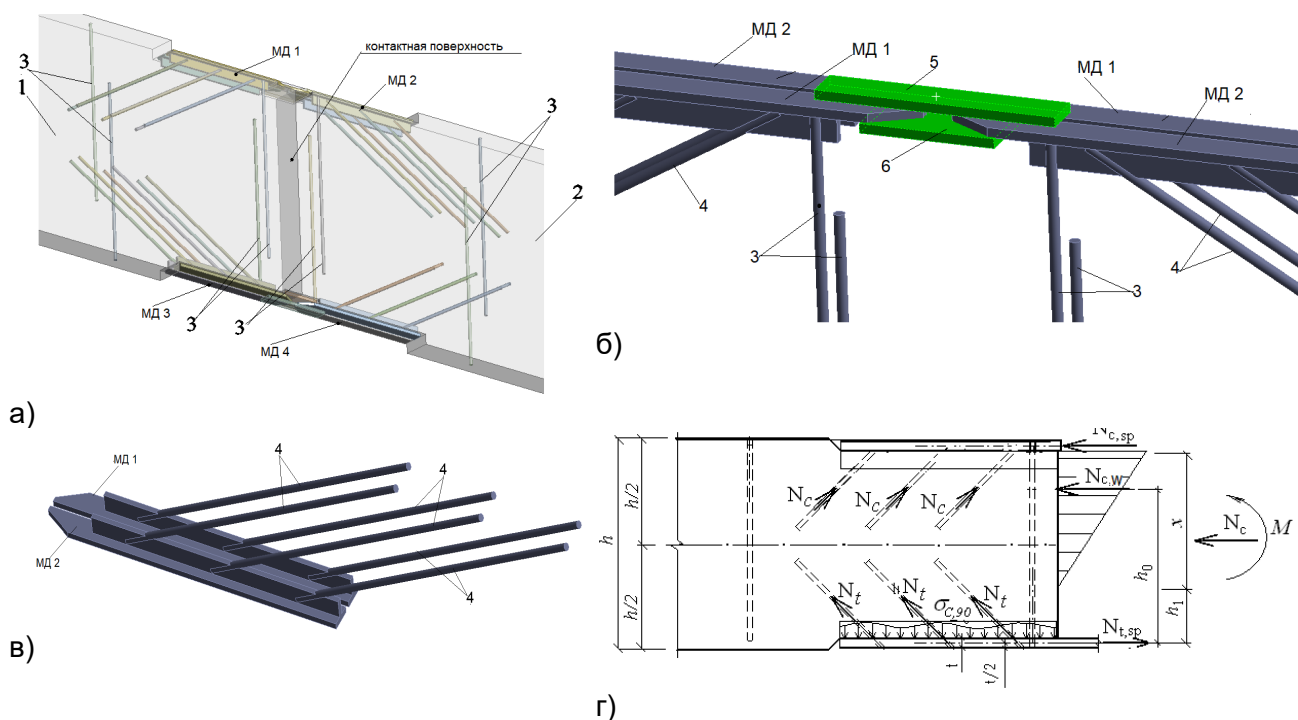 МД 1
контактная поверхность
МД 2
3
1
3
2
3
3
МД 3
МД 4
а)
МД 2
МД 1
5
МД 1
МД 2
6
4
3
4
3
б)
МД 1
4
4
МД 2
4
в)
N_c,sp
N_c,W
N_c N_c N_c
h/2
h
x
N_c M
h_0
h/2
N_t N_t N_t
σ_C,90
h_1
N_t,sp
t
t/2
г)